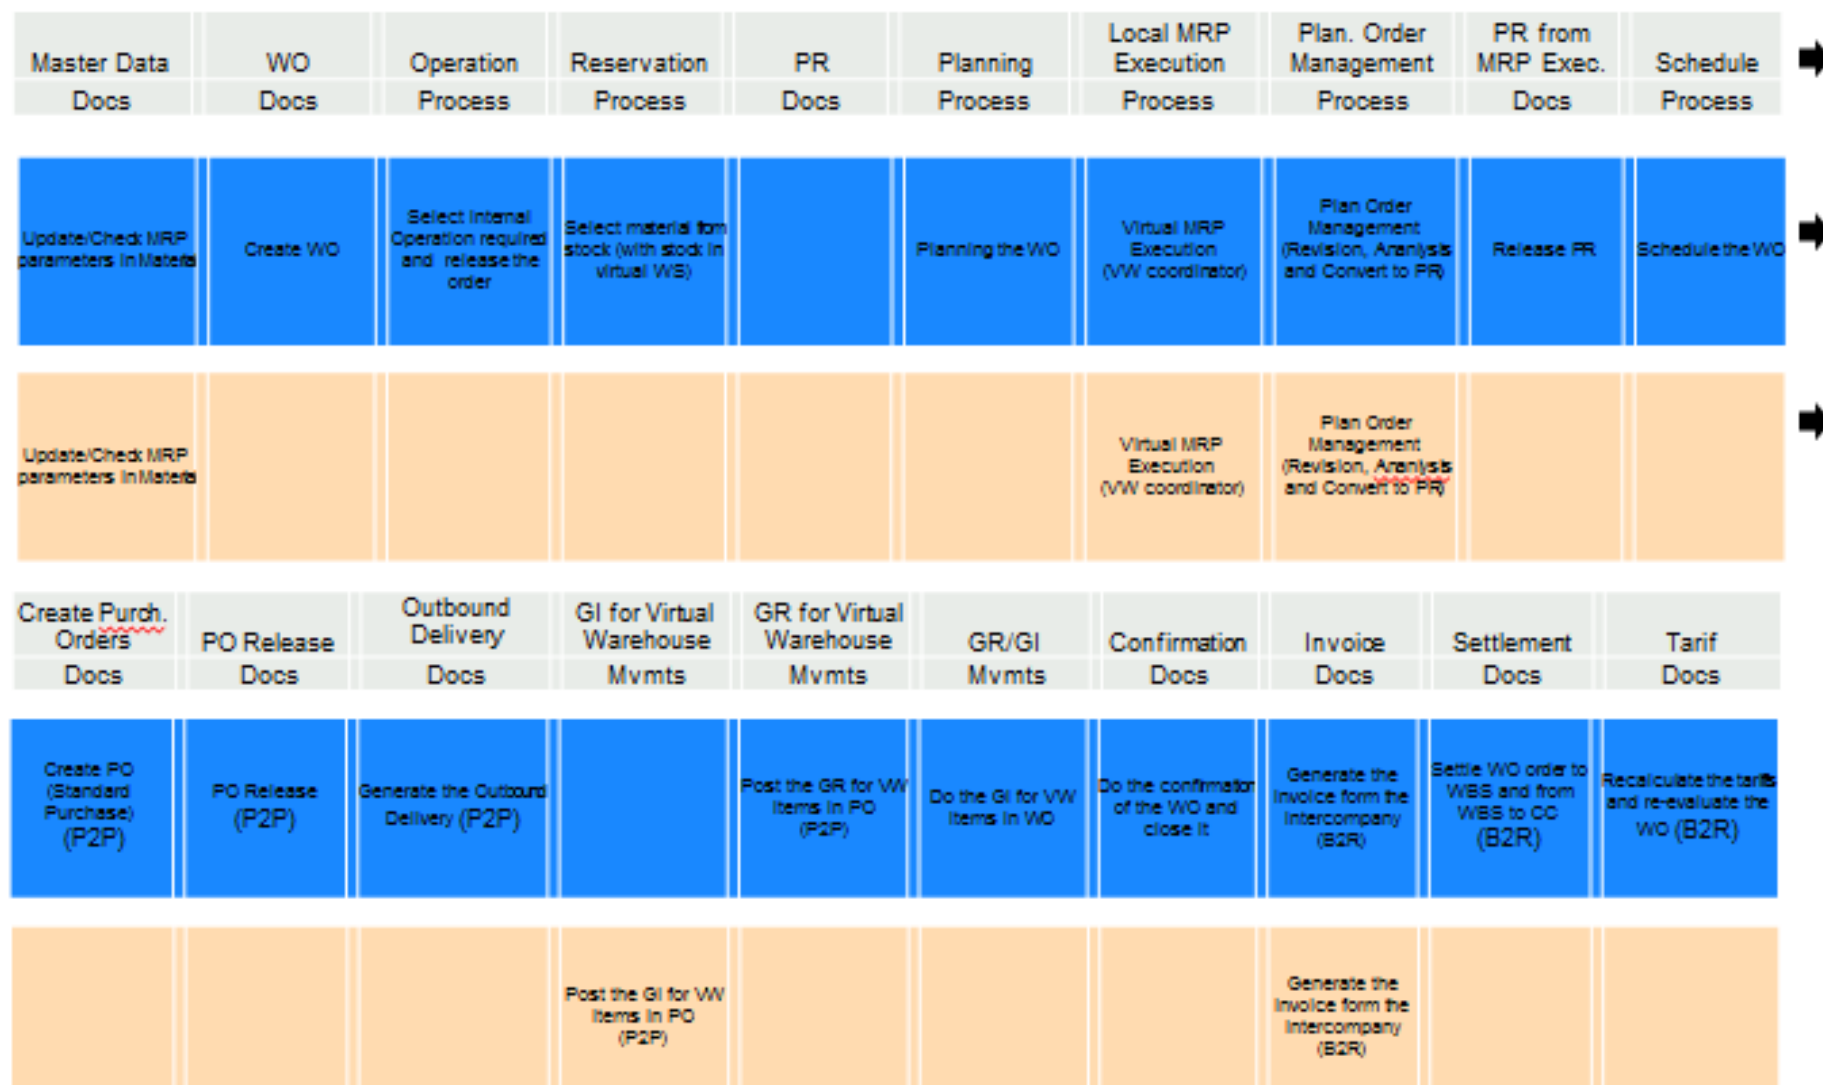 Master Data
WO
Operation
Reservation
PR
Planning
Local MRP
Execution
Plan. Order
Management
PR from
MRP Exec.
Schedule
Docs
Docs
Process
Process
Docs
Process
Process
Process
Docs
Process
Update/Check MRP
parameters in Materia
Create WO
Select Internal
Operation required
and release the
order
Select material from
stock (with stock in
virtual WS)
Planning the WO
Virtual MRP
Execution
(VW coordinator)
Plan Order
Management
(Revision, Ananlysis
and Convert to PR)
Release PR
Schedule the WO
Update/Check MRP
parameters in Materia
Virtual MRP
Execution
(VW coordinator)
Plan Order
Management
(Revision, Ananlysis
and Convert to PR)
Create Purch.
Orders
PO Release
Outbound
Delivery
GI for Virtual
Warehouse
GR for Virtual
Warehouse
GR/GI
Confirmation
Invoice
Settlement
Tarif
Docs
Docs
Docs
Mvmts
Mvmts
Mvmts
Docs
Docs
Docs
Docs
Create PO
(Standard
Purchase)
(P2P)
PO Release
(P2P)
Generate the Outbound
Delivery (P2P)
Post the GR for VW
items in PO
(P2P)
Do the GI for VW
items in WO
Do the confirmation
of the WO and
close it
Generate the
Invoice form the
Intercompany
(B2R)
Settle WO order to
WBS and from
WBS to CC
(B2R)
Recalculate the tariffs
and re-evaluate the
WO (B2R)
Post the GI for VW
items in PO
(P2P)
Generate the
Invoice form the
Intercompany
(B2R)